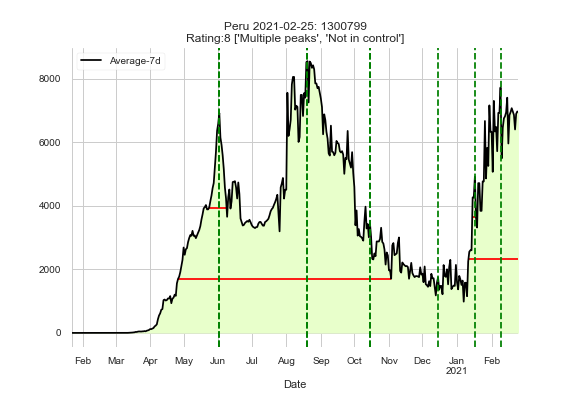 Peru 2021-02-25: 1300799
Rating:8 ['Multiple peaks', 'Not in control']
Average-7d
8000
6000
4000
2000
0
Feb Mar Apr May Jun Jul Aug Sep Oct Nov Dec Jan Feb
2021
Date